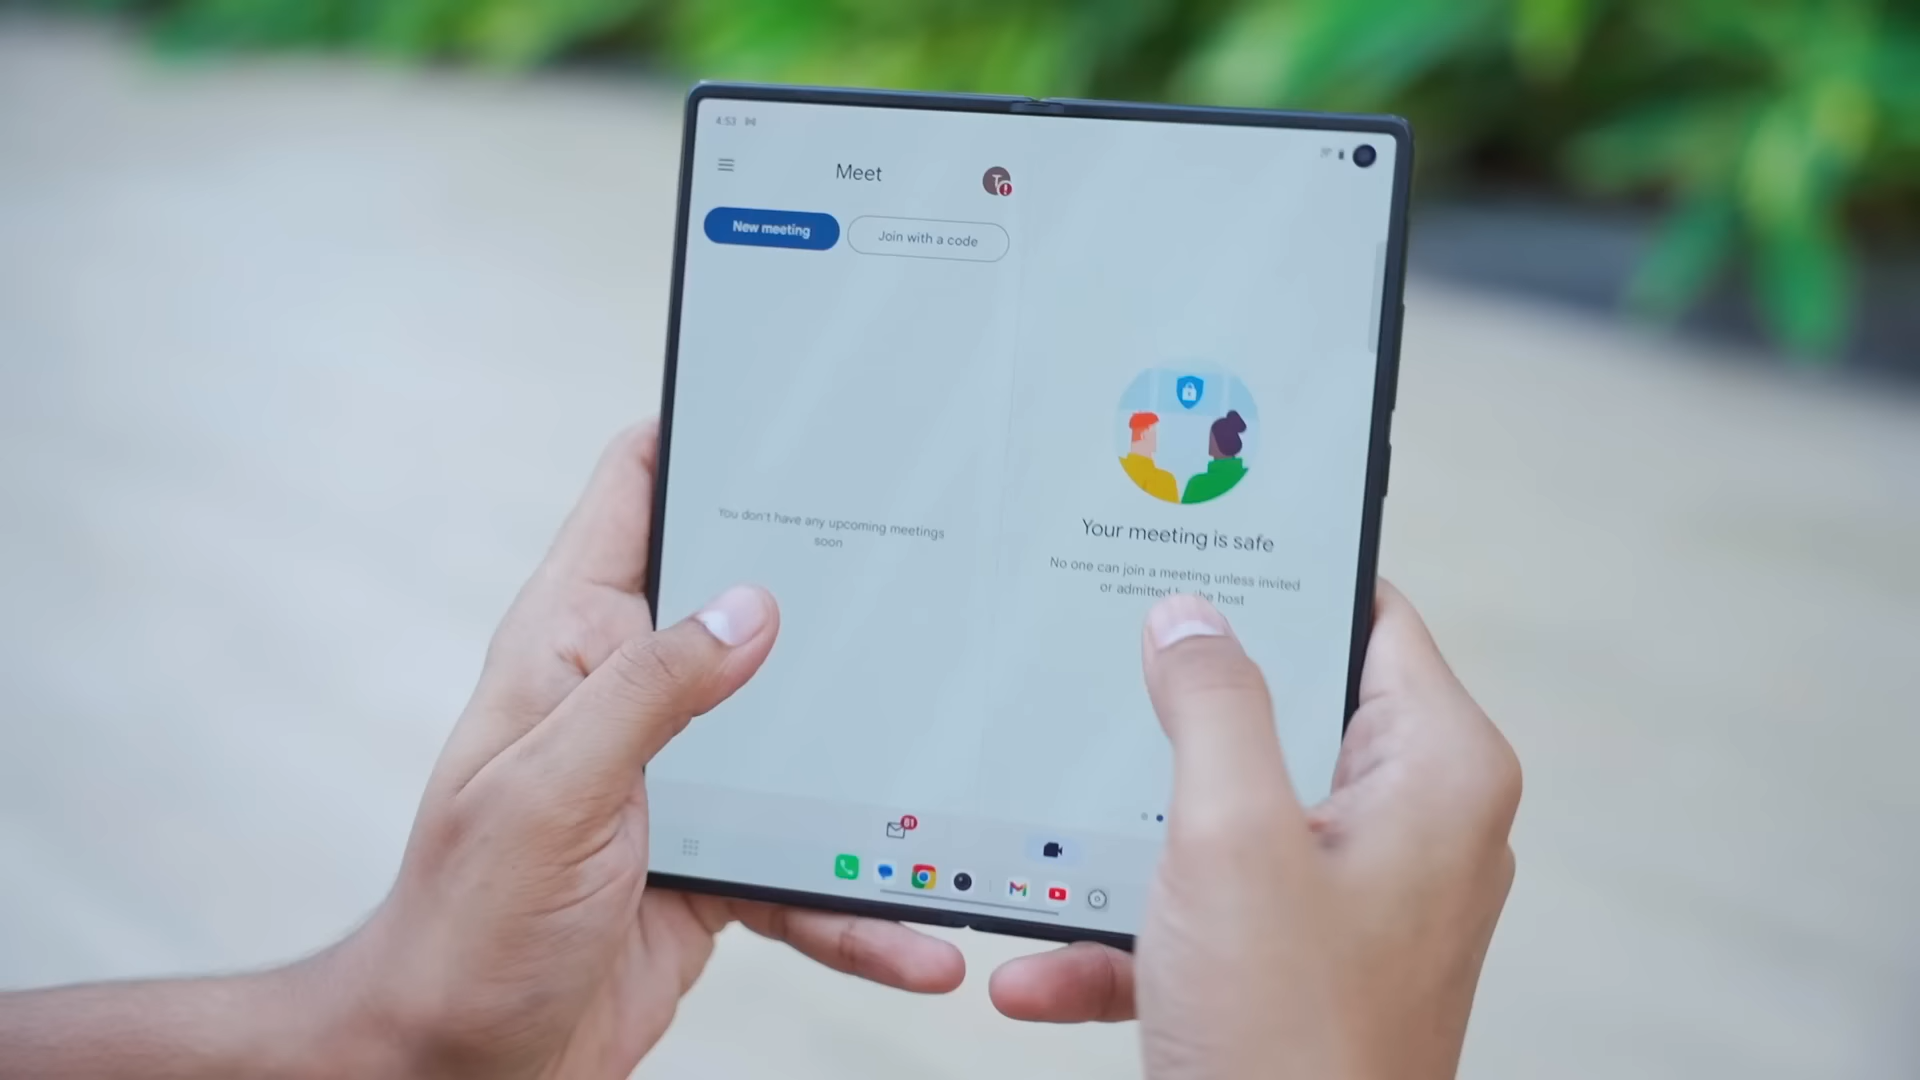 4:53
Meet
T
New meeting
Join with a code
You don't have any upcoming meetings
soon
Your meeting is safe
No one can join a meeting unless invited
or admitted the host
61